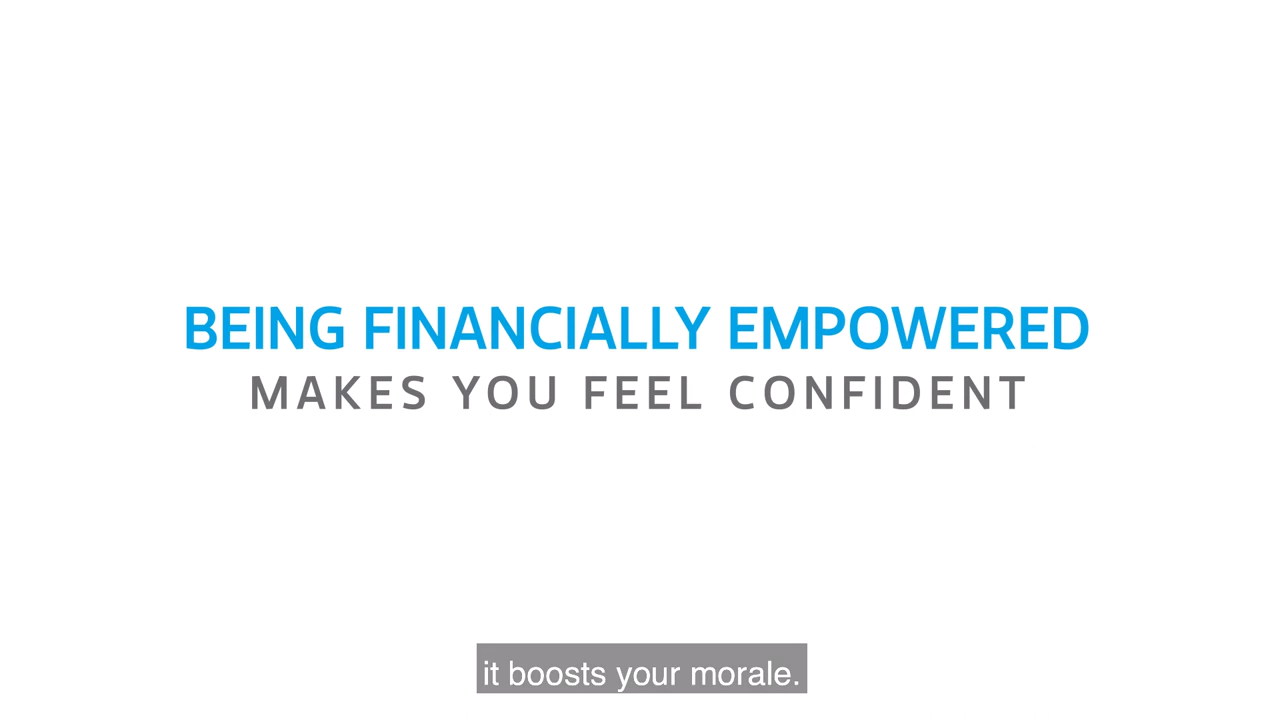 BEING FINANCIALLY EMPOWERED
MAKES YOU FEEL CONFIDENT
it boosts your morale.